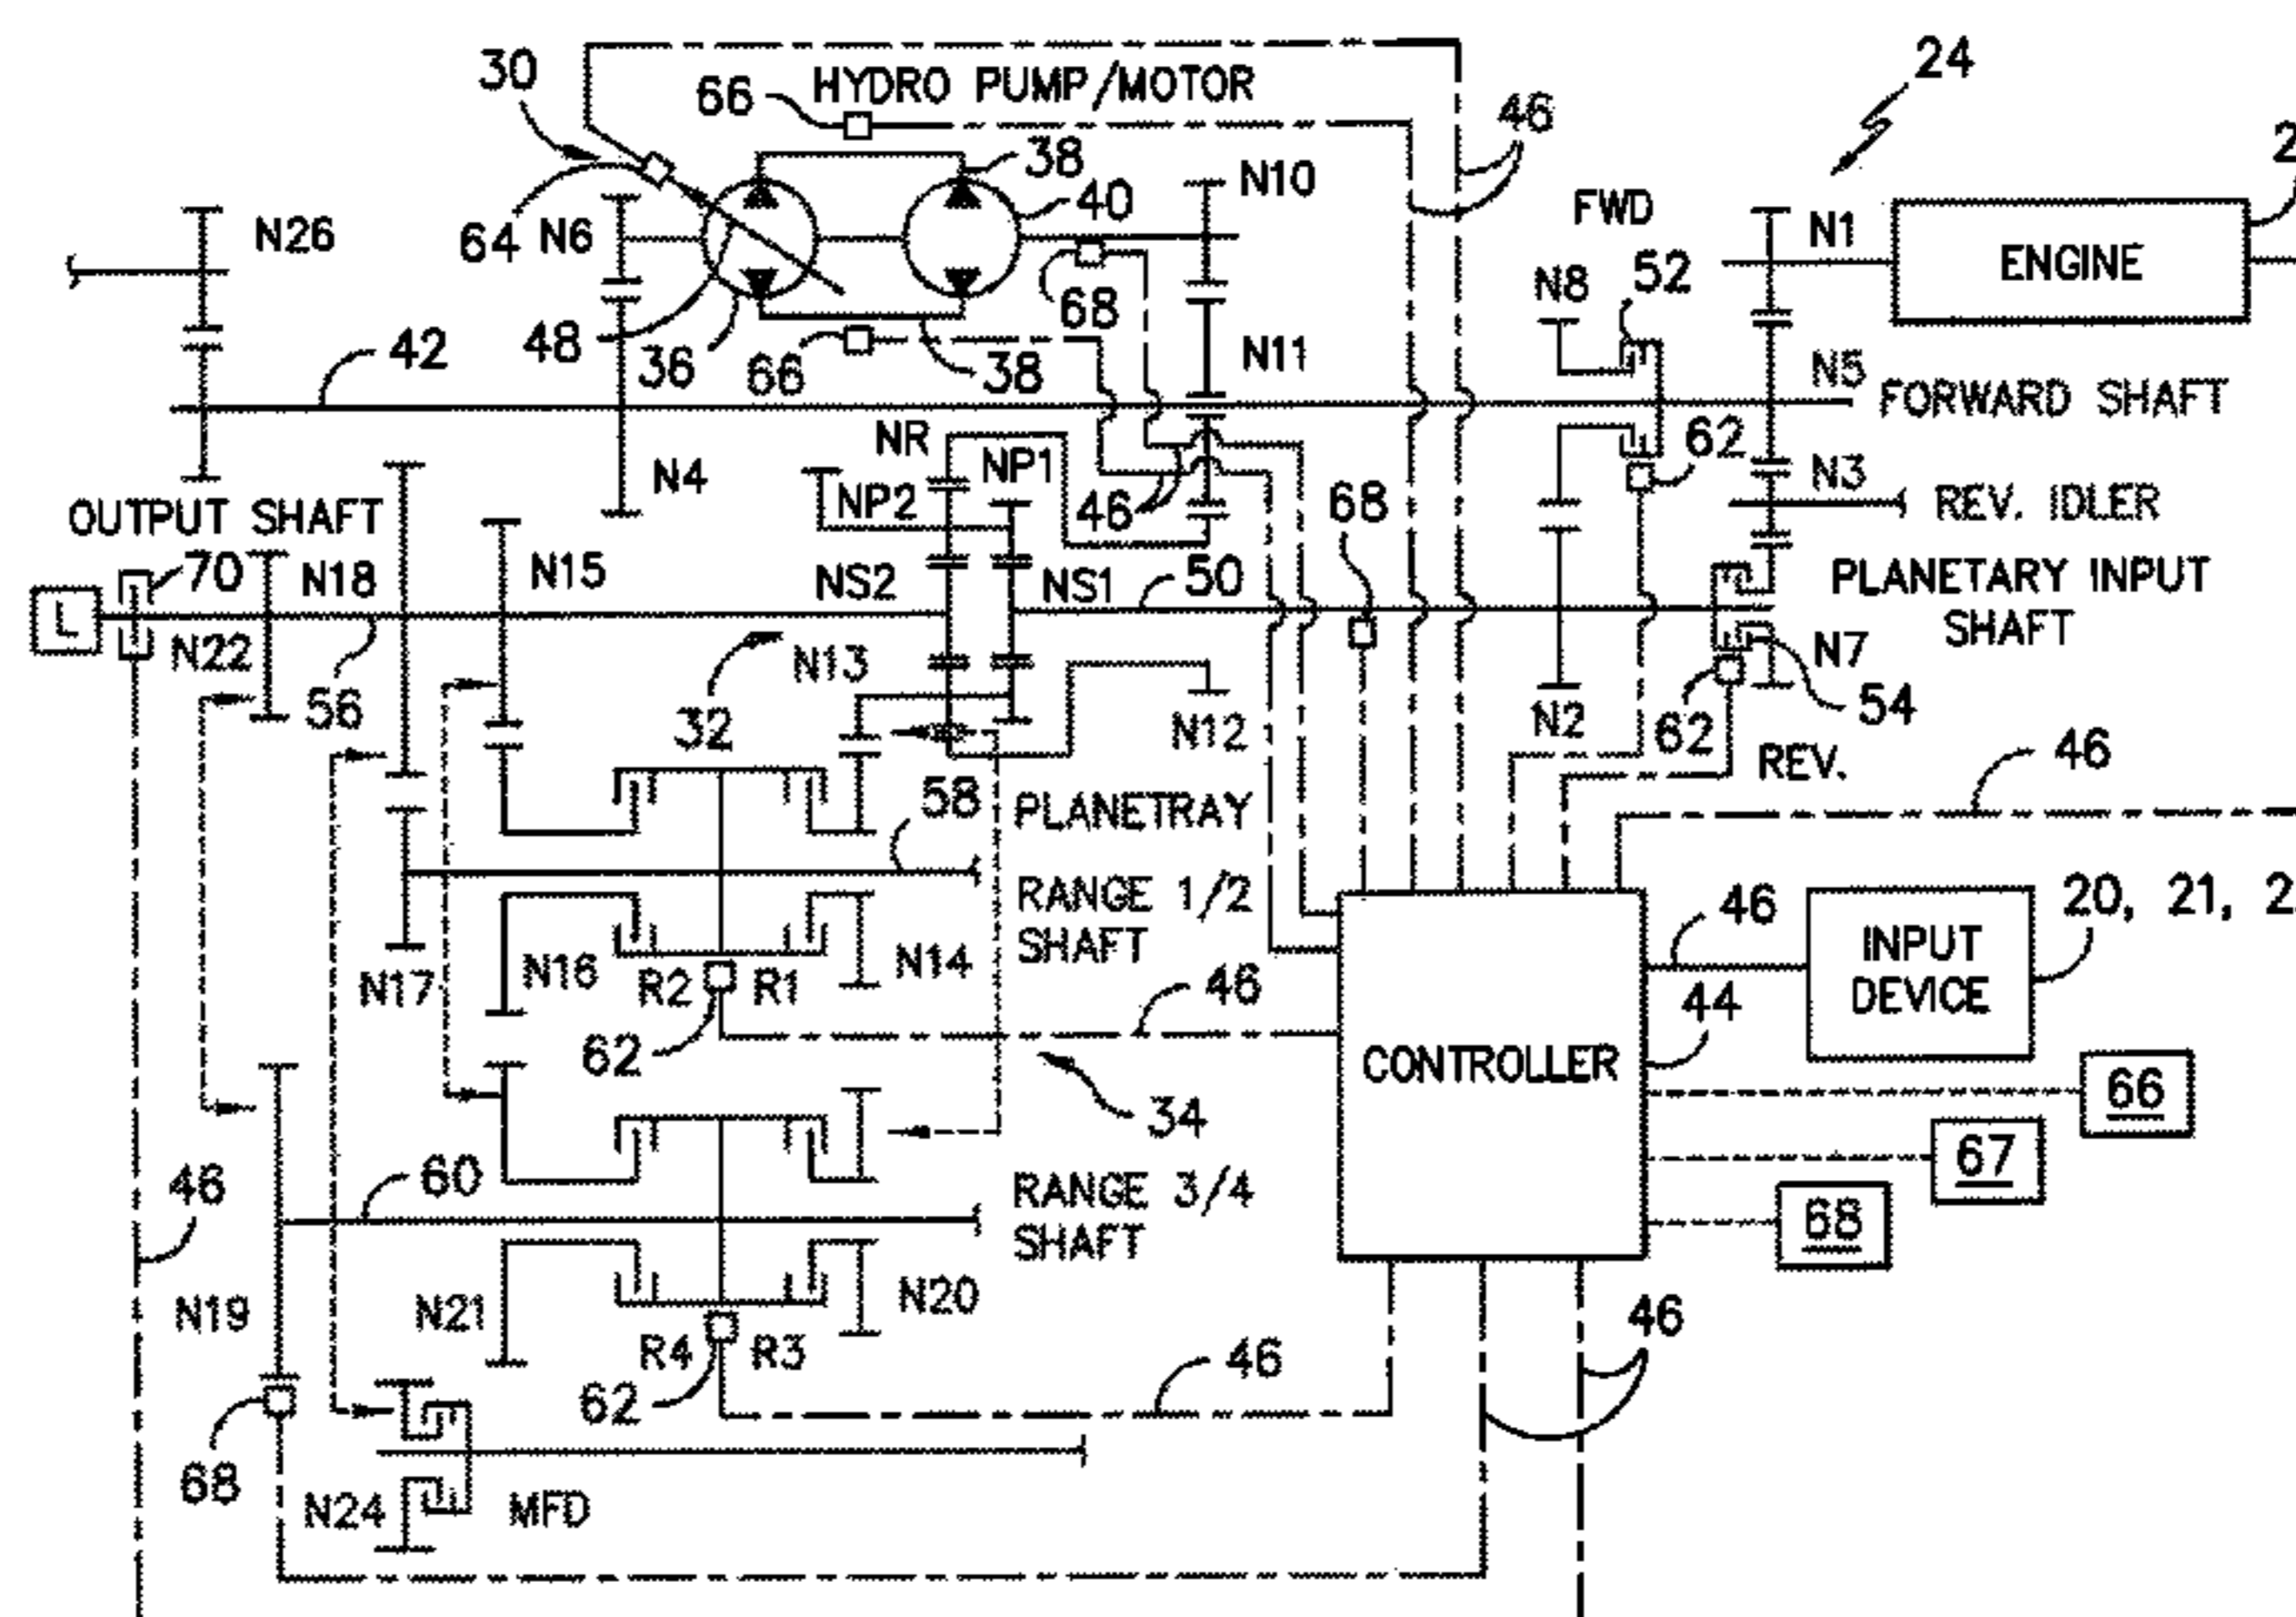 30
66
HYDRO PUMP/MOTOR
46
24
38
40
N10
FWD
N1
ENGINE
2
N26
64
N6
68
N8
52
48
36
66
38
N11
N5
FORWARD SHAFT
42
NR
NP1
62
N4
NP2
46
68
N3
REV. IDLER
OUTPUT SHAFT
70
N18
N15
NS2
NS1
50
PLANETARY INPUT
SHAFT
L
N22
56
32
N13
N12
N2
62
N7
54
REV.
46
58
PLANETRAY
RANGE 1/2
SHAFT
N17
N16
R2
R1
N14
62
46
34
CONTROLLER
46
INPUT
DEVICE
20, 21, 2
44
66
67
68
46
60
RANGE 3/4
SHAFT
N19
N21
R4
R3
N20
62
46
46
68
N24
MFD